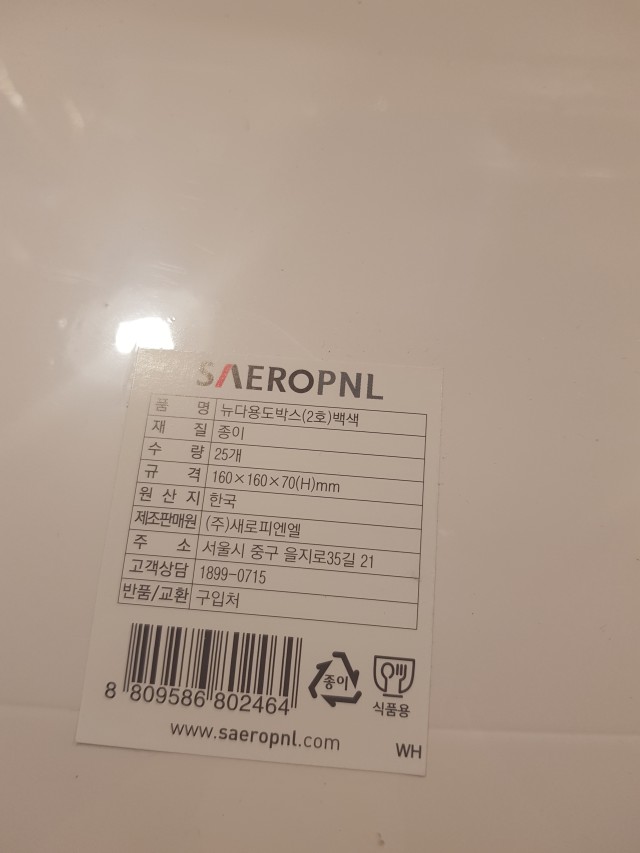 SAEROPNL
품 명 뉴다용도박스(2호)백색
재 질 종이
수 량 25개
규 격 160×160×70(H)mm
원 산 지 한국
제조판매원 (주)새로피엔엘
주 소 서울시 중구 을지로35길 21
고객상담 1899-0715
반품/교환 구입처
종이
식품용
8 809586 802464
www.saeropnl.com
WH